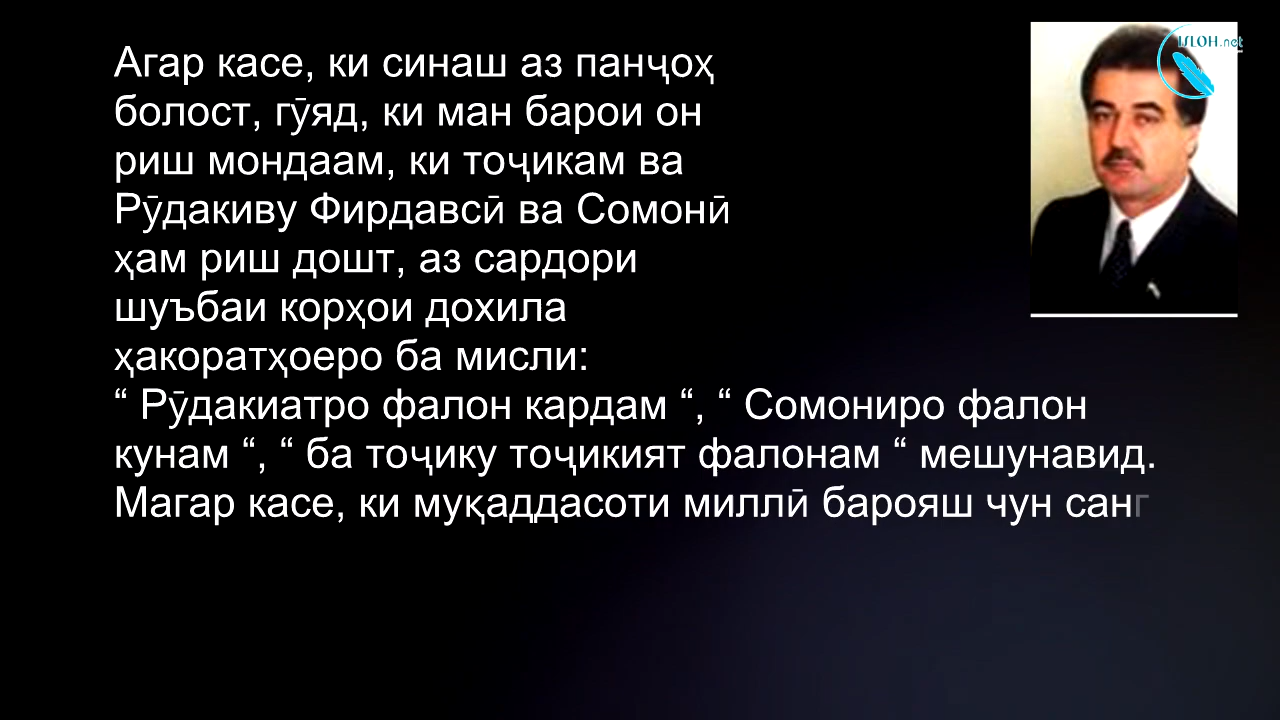 Агар касе, ки синаш аз панҷоҳ
болост, гӯяд, ки ман барои он
риш мондаам, ки тоҷикам ва
Рӯдакиву Фирдавсӣ ва Сомонӣ
ҳам риш дошт, аз сардори
шуъбаи корҳои дохила
ҳақоратҳоеро ба мисли:
“ Рӯдакиатро фалон кардам “, “ Сомониро фалон
кунам “, “ ба тоҷику тоҷикият фалонам “ мешунавид.
Магар касе, ки муқаддасоти миллӣ барояш чун санг
ISLOH.net